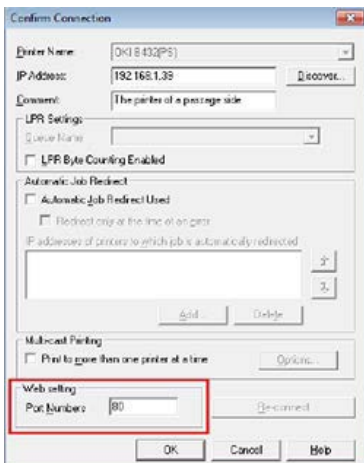 Confirm Connection
Printer Name: OKI B432(PS)
IP Address: 192.168.1.39 Discover...
Comment: The printer of a passage side
LPR Settings
Queue Name
LPR Byte Counting Enabled
Automatic Job Redirect
Automatic Job Redirect Used
Redirect only at the time of an error
IP addresses of printers to which job is automatically redirected
Add... Delete
Multi-cast Printing
Print to more than one printer at a time Options...
Web setting
Port Numbers 80 Re-connect
OK Cancel Help